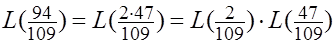 L(94/109) = L(2·47/109) = L(2/109) · L(47/109)